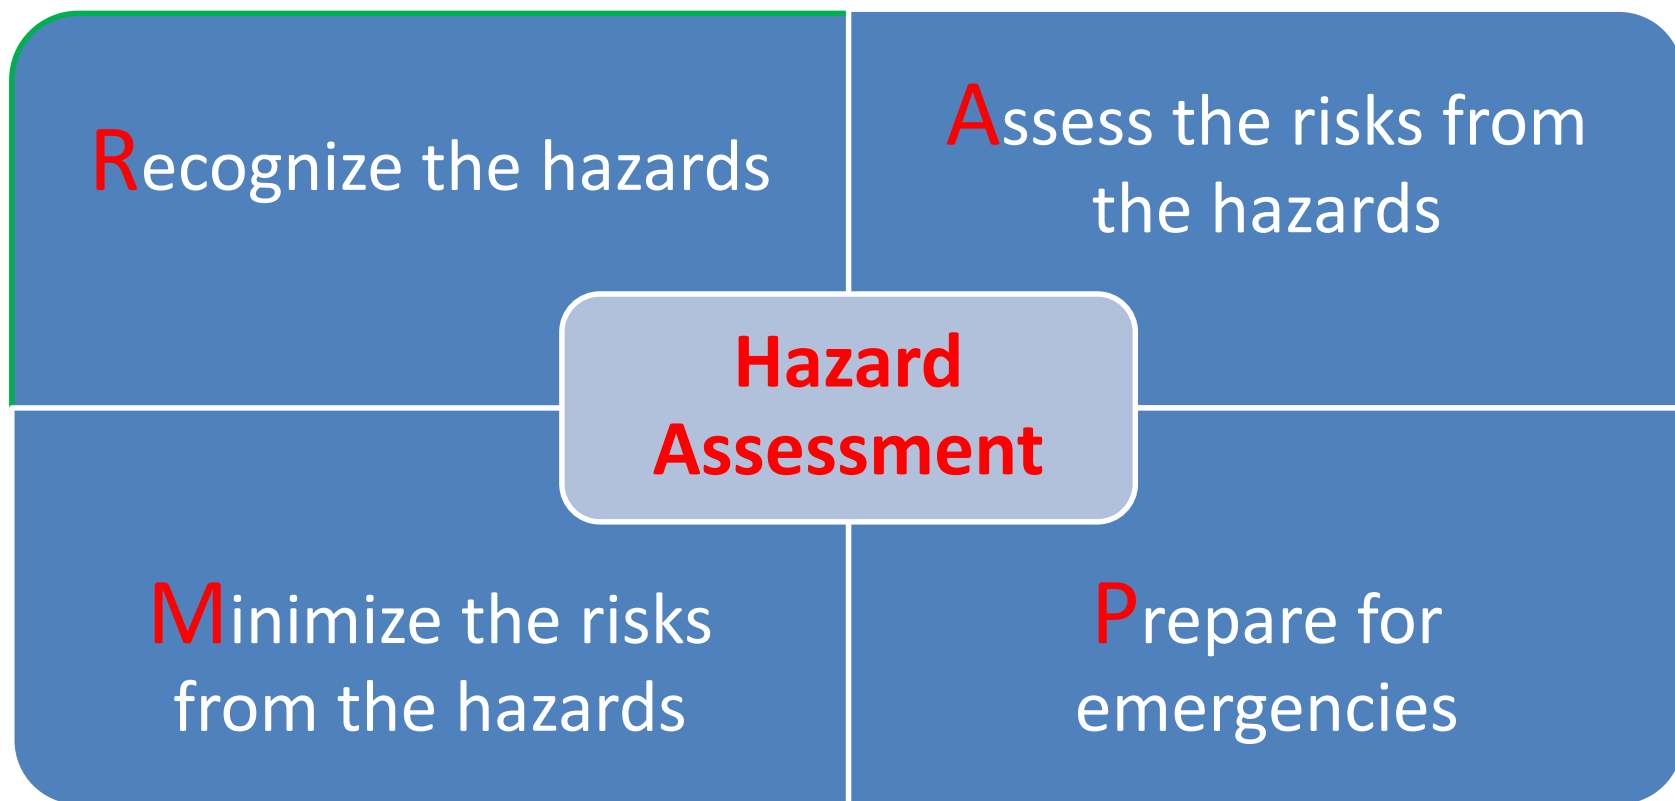 Recognize the hazards
Assess the risks from
the hazards
Hazard
Assessment
Minimize the risks
from the hazards
Prepare for
emergencies